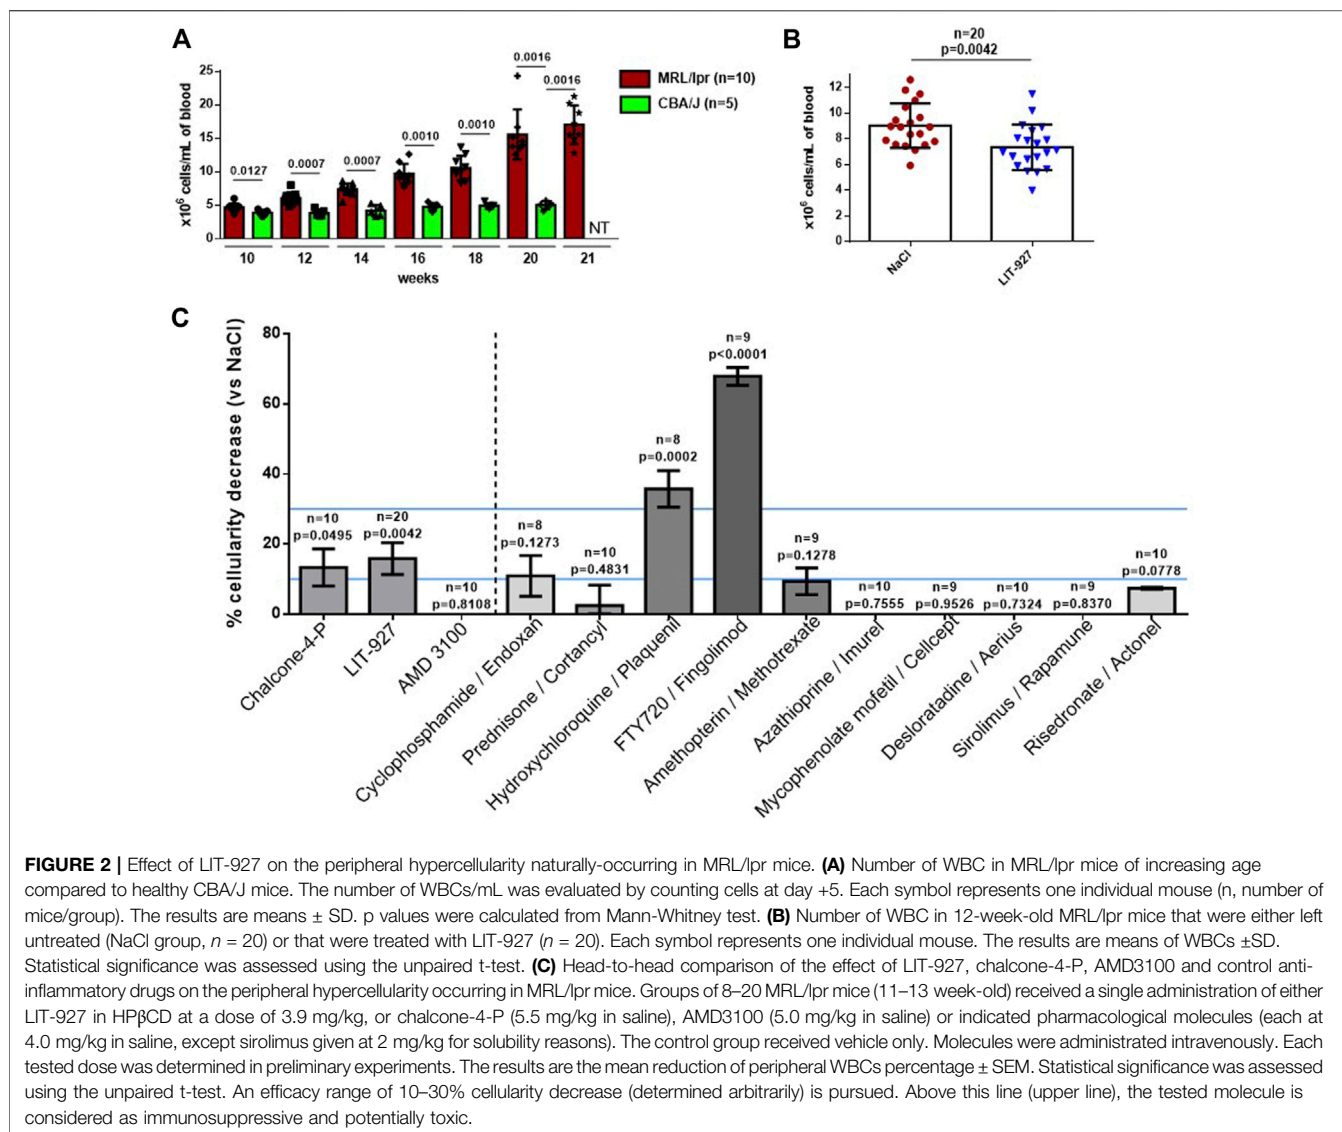 A
25
20
15
10
5
0
x10⁶ cells/mL of blood
0.0127
0.0007
0.0007
0.0010
0.0010
0.0016
0.0016
NT
10 12 14 16 18 20 21
weeks
MRL/lpr (n=10)
CBA/J (n=5)
B
n=20
p=0.0042
12
10
8
6
4
2
0
x10⁶ cells/mL of blood
NaCl
LIT-927
C
80
60
40
20
0
% cellularity decrease (vs NaCl)
n=10
p=0.0495
n=20
p=0.0042
n=10
p=0.8108
n=8
p=0.1273
n=10
p=0.4831
n=8
p=0.0002
n=9
p<0.0001
n=9
p=0.1278
n=10
p=0.7555
n=9
p=0.9526
n=10
p=0.7324
n=9
p=0.8370
n=10
p=0.0778
Chalcone-4-P
LIT-927
AMD 3100
Cyclophosphamide / Endoxan
Prednisone / Cortancyl
Hydroxychloroquine / Plaquenil
FTY720 / Fingolimod
Amethopterin / Methotrexate
Azathioprine / Imurel
Mycophenolate mofetil / Cellcept
Desloratadine / Aerius
Sirolimus / Rapamune
Risedronate / Actonel
FIGURE 2 | Effect of LIT-927 on the peripheral hypercellularity naturally-occurring in MRL/lpr mice. (A) Number of WBC in MRL/lpr mice of increasing age
compared to healthy CBA/J mice. The number of WBCs/mL was evaluated by counting cells at day +5. Each symbol represents one individual mouse (n, number of
mice/group). The results are means ± SD. p values were calculated from Mann-Whitney test. (B) Number of WBC in 12-week-old MRL/lpr mice that were either left
untreated (NaCl group, n = 20) or that were treated with LIT-927 (n = 20). Each symbol represents one individual mouse. The results are means of WBCs ±SD.
Statistical significance was assessed using the unpaired t-test. (C) Head-to-head comparison of the effect of LIT-927, chalcone-4-P, AMD3100 and control anti-
inflammatory drugs on the peripheral hypercellularity occurring in MRL/lpr mice. Groups of 8–20 MRL/lpr mice (11–13 week-old) received a single administration of either
LIT-927 in HPβCD at a dose of 3.9 mg/kg, or chalcone-4-P (5.5 mg/kg in saline), AMD3100 (5.0 mg/kg in saline) or indicated pharmacological molecules (each at
4.0 mg/kg in saline, except sirolimus given at 2 mg/kg for solubility reasons). The control group received vehicle only. Molecules were administrated intravenously. Each
tested dose was determined in preliminary experiments. The results are the mean reduction of peripheral WBCs percentage ± SEM. Statistical significance was assessed
using the unpaired t-test. An efficacy range of 10–30% cellularity decrease (determined arbitrarily) is pursued. Above this line (upper line), the tested molecule is
considered as immunosuppressive and potentially toxic.